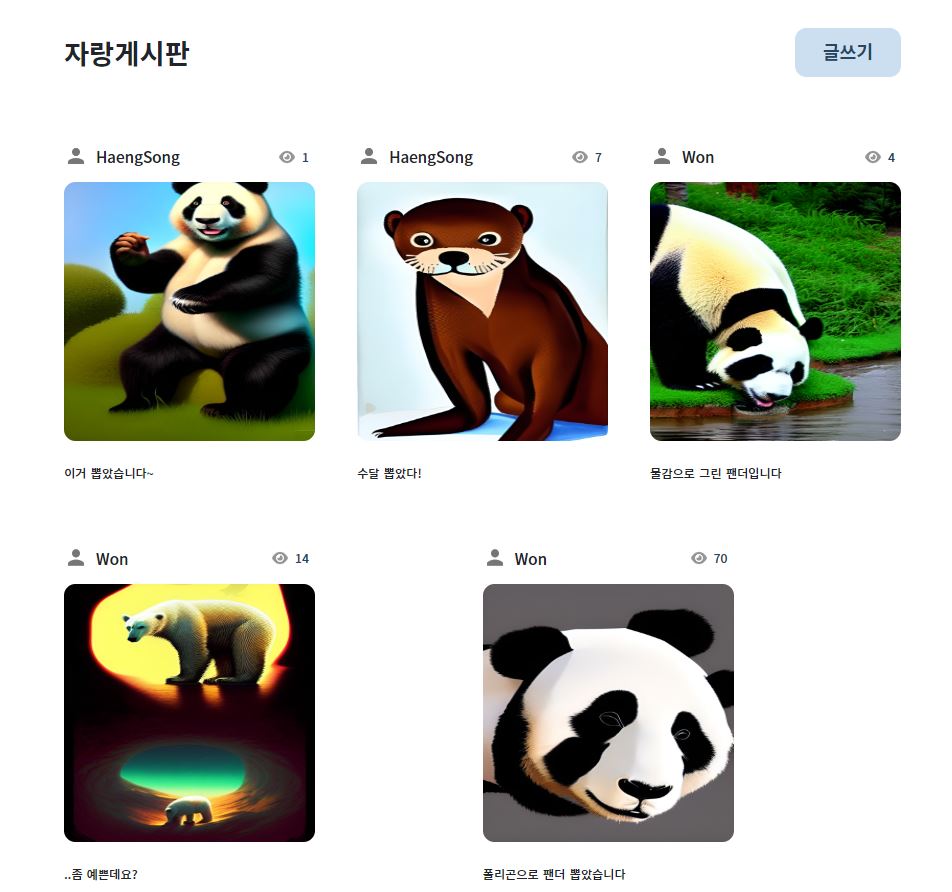 자랑게시판
글쓰기
HaengSong 1
HaengSong 7
Won 4
이거 뽑았습니다~
수달 뽑았다!
물감으로 그린 팬더입니다
Won 14
Won 70
..좀 예쁜데요?
폴리곤으로 팬더 뽑았습니다